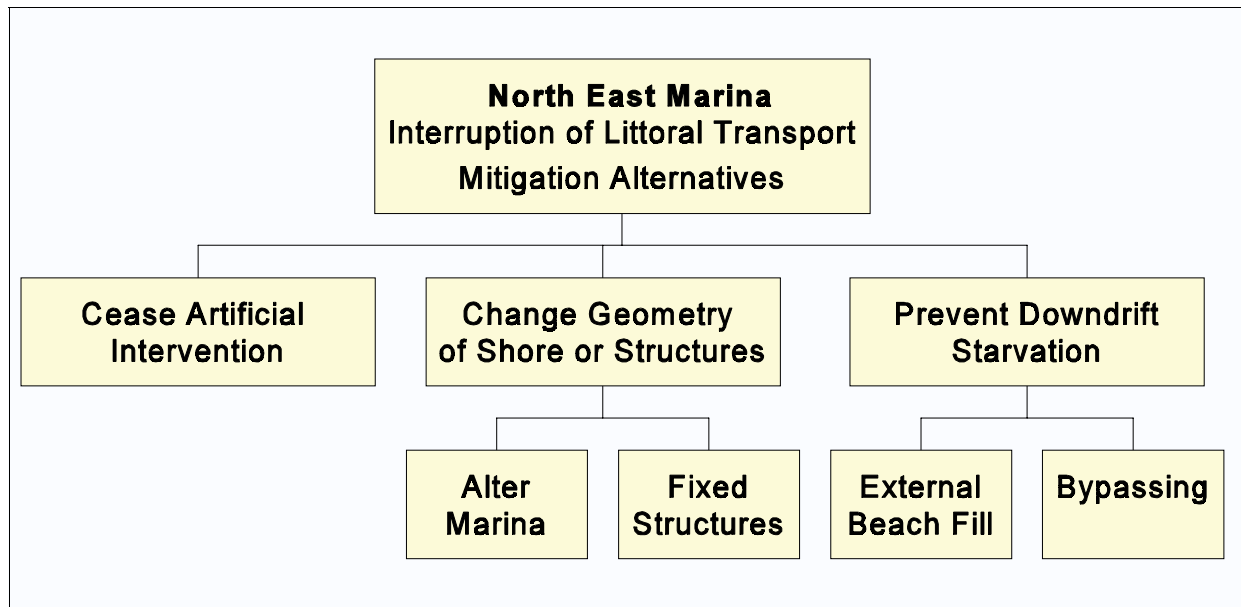 North East Marina
Interruption of Littoral Transport
Mitigation Alternatives
Cease Artificial
Intervention
Change Geometry
of Shore or Structures
Prevent Downdrift
Starvation
Alter
Marina
Fixed
Structures
External
Beach Fill
Bypassing